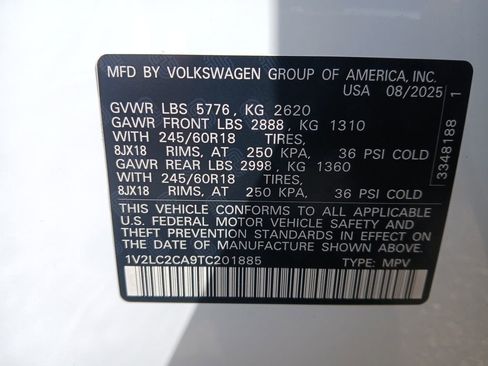 MFD BY VOLKSWAGEN GROUP OF AMERICA, INC.
USA 08/2025
GVWR LBS 5776, KG 2620
GAWR FRONT LBS 2888, KG 1310
WITH 245/60R18 TIRES,
8JX18 RIMS, AT 250 KPA, 36 PSI COLD
GAWR REAR LBS 2998, KG 1360
WITH 245/60R18 TIRES,
8JX18 RIMS, AT 250 KPA, 36 PSI COLD
THIS VEHICLE CONFORMS TO ALL APPLICABLE
U.S. FEDERAL MOTOR VEHICLE SAFETY AND
THEFT PREVENTION STANDARDS IN EFFECT ON
THE DATE OF MANUFACTURE SHOWN ABOVE.
1V2LC2CA9TC201885 TYPE: MPV
3348188 1